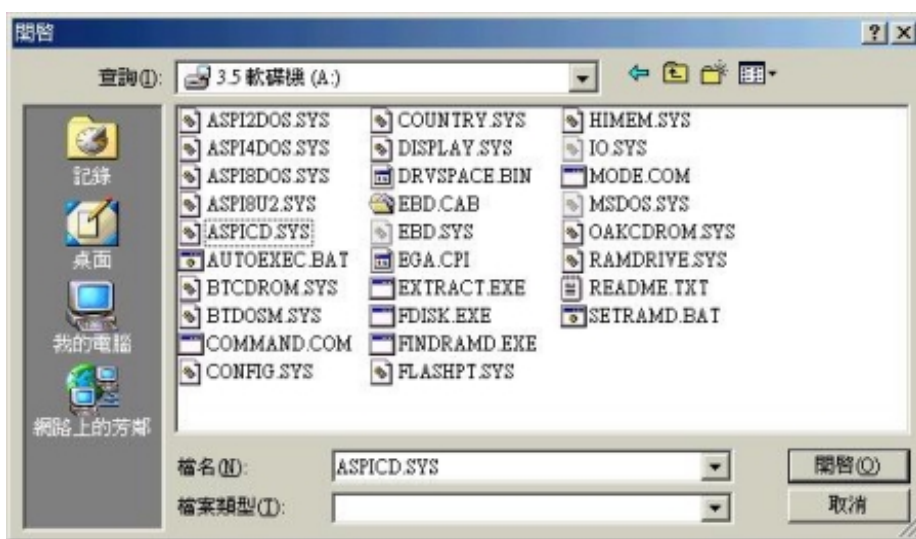 開啓
查詢(I): 3.5 軟碟機 (A:)
記錄
桌面
我的電腦
網路上的芳鄰
ASPI2DOS.SYS
ASPI4DOS.SYS
ASPI8DOS.SYS
ASPI8U2.SYS
ASPICD.SYS
AUTOEXEC.BAT
BTCDROM.SYS
BTDOSM.SYS
COMMAND.COM
CONFIG.SYS
COUNTRY.SYS
DISPLAY.SYS
DRVSPACE.BIN
EBD.CAB
EBD.SYS
EGA.CPI
EXTRACT.EXE
FDISK.EXE
FINDRAMD.EXE
FLASHPT.SYS
HIMEM.SYS
IO.SYS
MODE.COM
MSDOS.SYS
OAKCDROM.SYS
RAMDRIVE.SYS
README.TXT
SETRAMD.BAT
檔名(N): ASPICD.SYS 開啓(O)
檔案類型(T): 取消